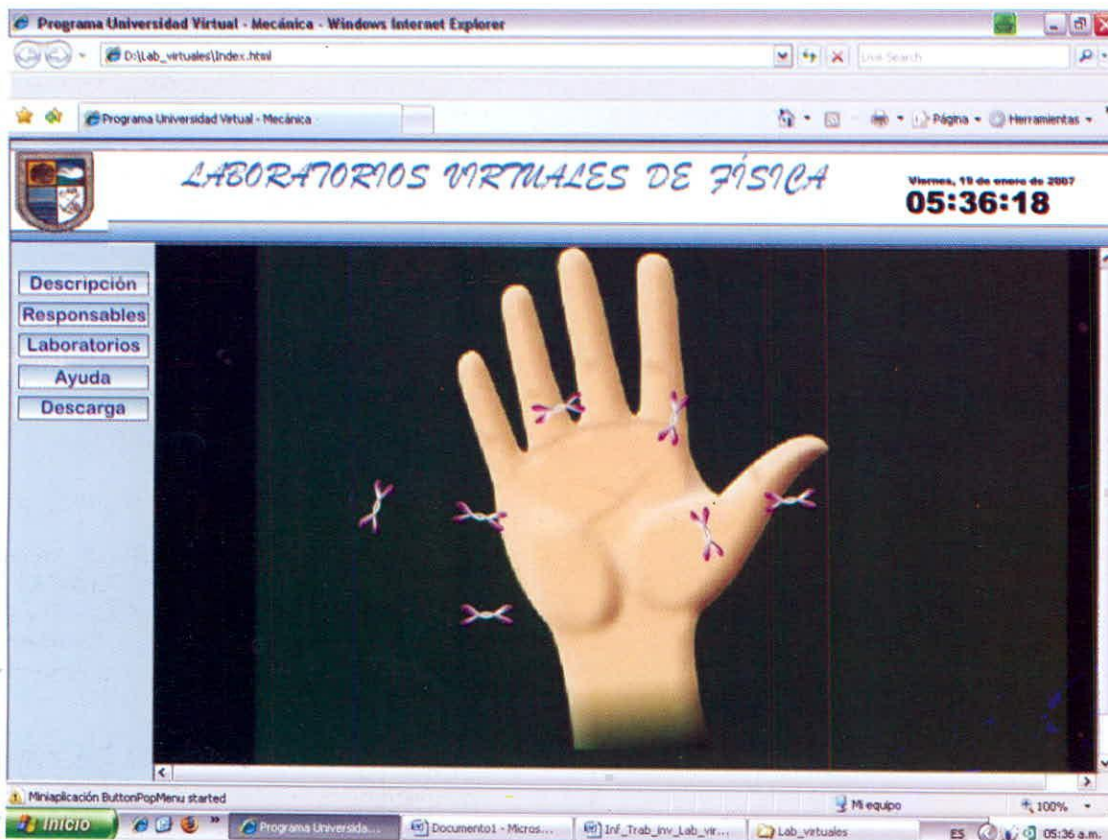 Programa Universidad Virtual - Mecánica - Windows Internet Explorer
D:\Lab_virtuales\Index.html
Live Search
Programa Universidad Virtual - Mecánica
Página
Herramientas
LABORATORIOS VIRTUALES DE FÍSICA
Viernes, 19 de enero de 2007
05:36:18
Descripción
Responsables
Laboratorios
Ayuda
Descarga
Miniaplicación ButtonPopMenu started
Mi equipo
100%
Inicio
Programa Universida...
Documento1 - Micros...
Inf_Trab_inv_Lab_vir...
Lab_virtuales
ES
05:36 a.m.